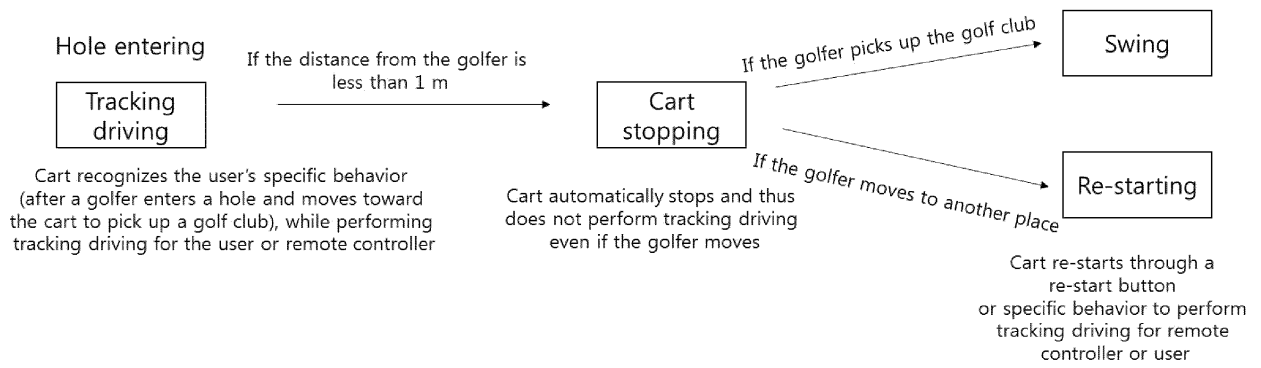 Hole entering
Tracking
driving
Cart recognizes the user's specific behavior
(after a golfer enters a hole and moves toward
the cart to pick up a golf club), while performing
tracking driving for the user or remote controller
If the distance from the golfer is
less than 1 m
Cart
stopping
Cart automatically stops and thus
does not perform tracking driving
even if the golfer moves
If the golfer picks up the golf club
Swing
If the golfer moves to another place
Re-starting
Cart re-starts through a
re-start button
or specific behavior to perform
tracking driving for remote
controller or user